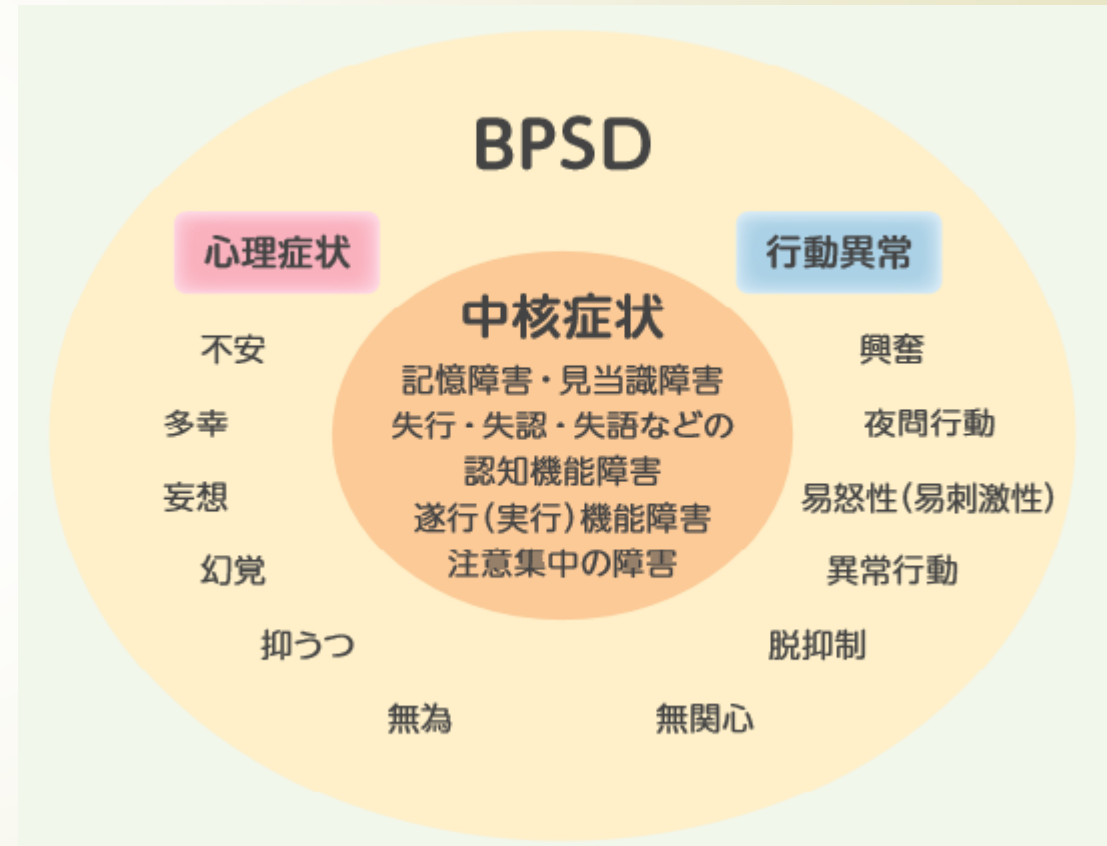 BPSD
心理症状
行動異常
中核症状
記憶障害・見当識障害
失行・失認・失語などの
認知機能障害
遂行(実行)機能障害
注意集中の障害
不安
多幸
妄想
幻覚
抑うつ
無為
興奮
夜問行動
易怒性(易刺激性)
異常行動
脱抑制
無関心